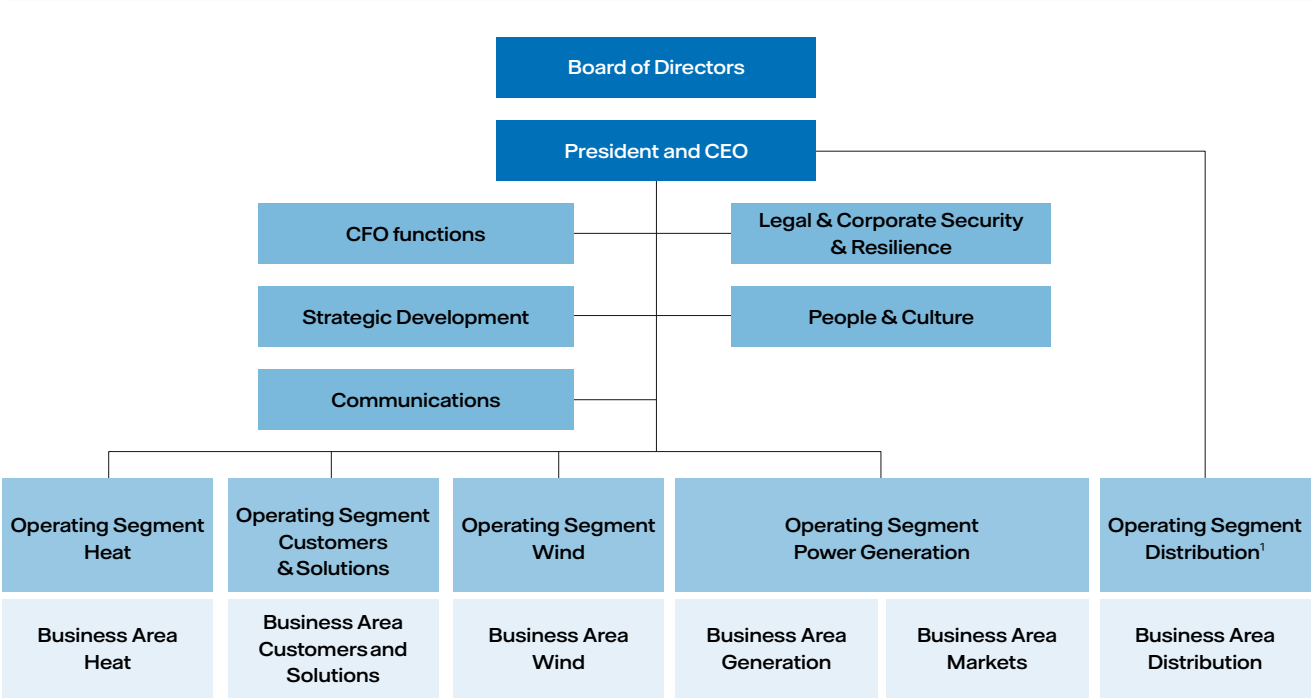 Board of Directors
President and CEO
CFO functions
Legal & Corporate Security
& Resilience
Strategic Development
People & Culture
Communications
Operating Segment
Heat
Operating Segment
Customers
& Solutions
Operating Segment
Wind
Operating Segment
Power Generation
Operating Segment
Distribution¹
Business Area
Heat
Business Area
Customers and
Solutions
Business Area
Wind
Business Area
Generation
Business Area
Markets
Business Area
Distribution